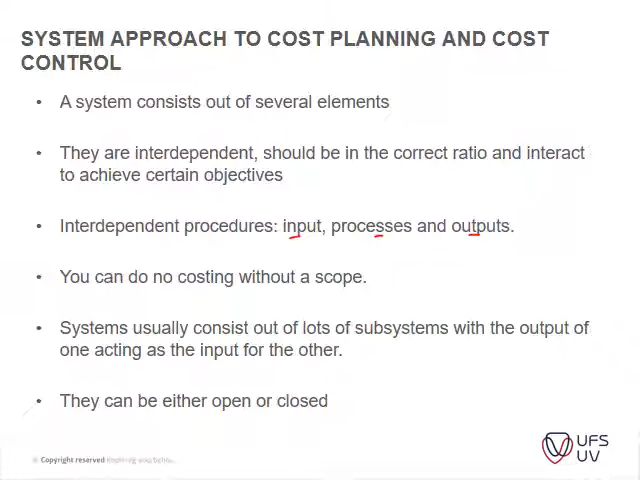 SYSTEM APPROACH TO COST PLANNING AND COST
CONTROL
• A system consists out of several elements
• They are interdependent, should be in the correct ratio and interact
to achieve certain objectives
• Interdependent procedures: input, processes and outputs.
• You can do no costing without a scope.
• Systems usually consist out of lots of subsystems with the output of
one acting as the input for the other.
• They can be either open or closed
Copyright reserved
UFS
UV